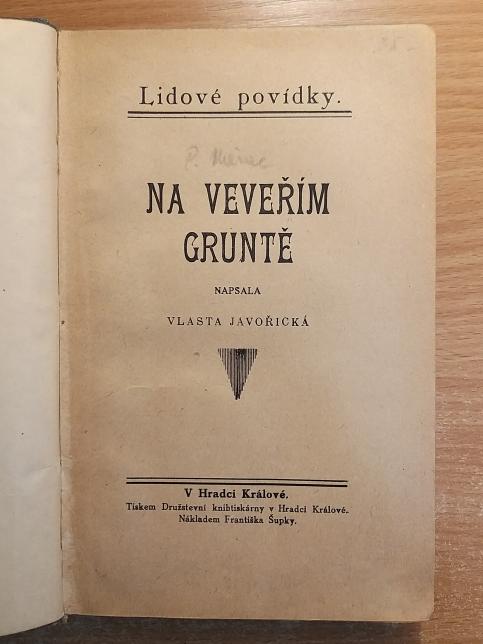 Lidové povídky.
NA VEVEŘÍM
GRUNTĚ
NAPSALA
VLASTA JAVOŘICKÁ
V Hradci Králové.
Tiskem Družstevní knihtiskárny v Hradci Králové.
Nákladem Františka Šupky.